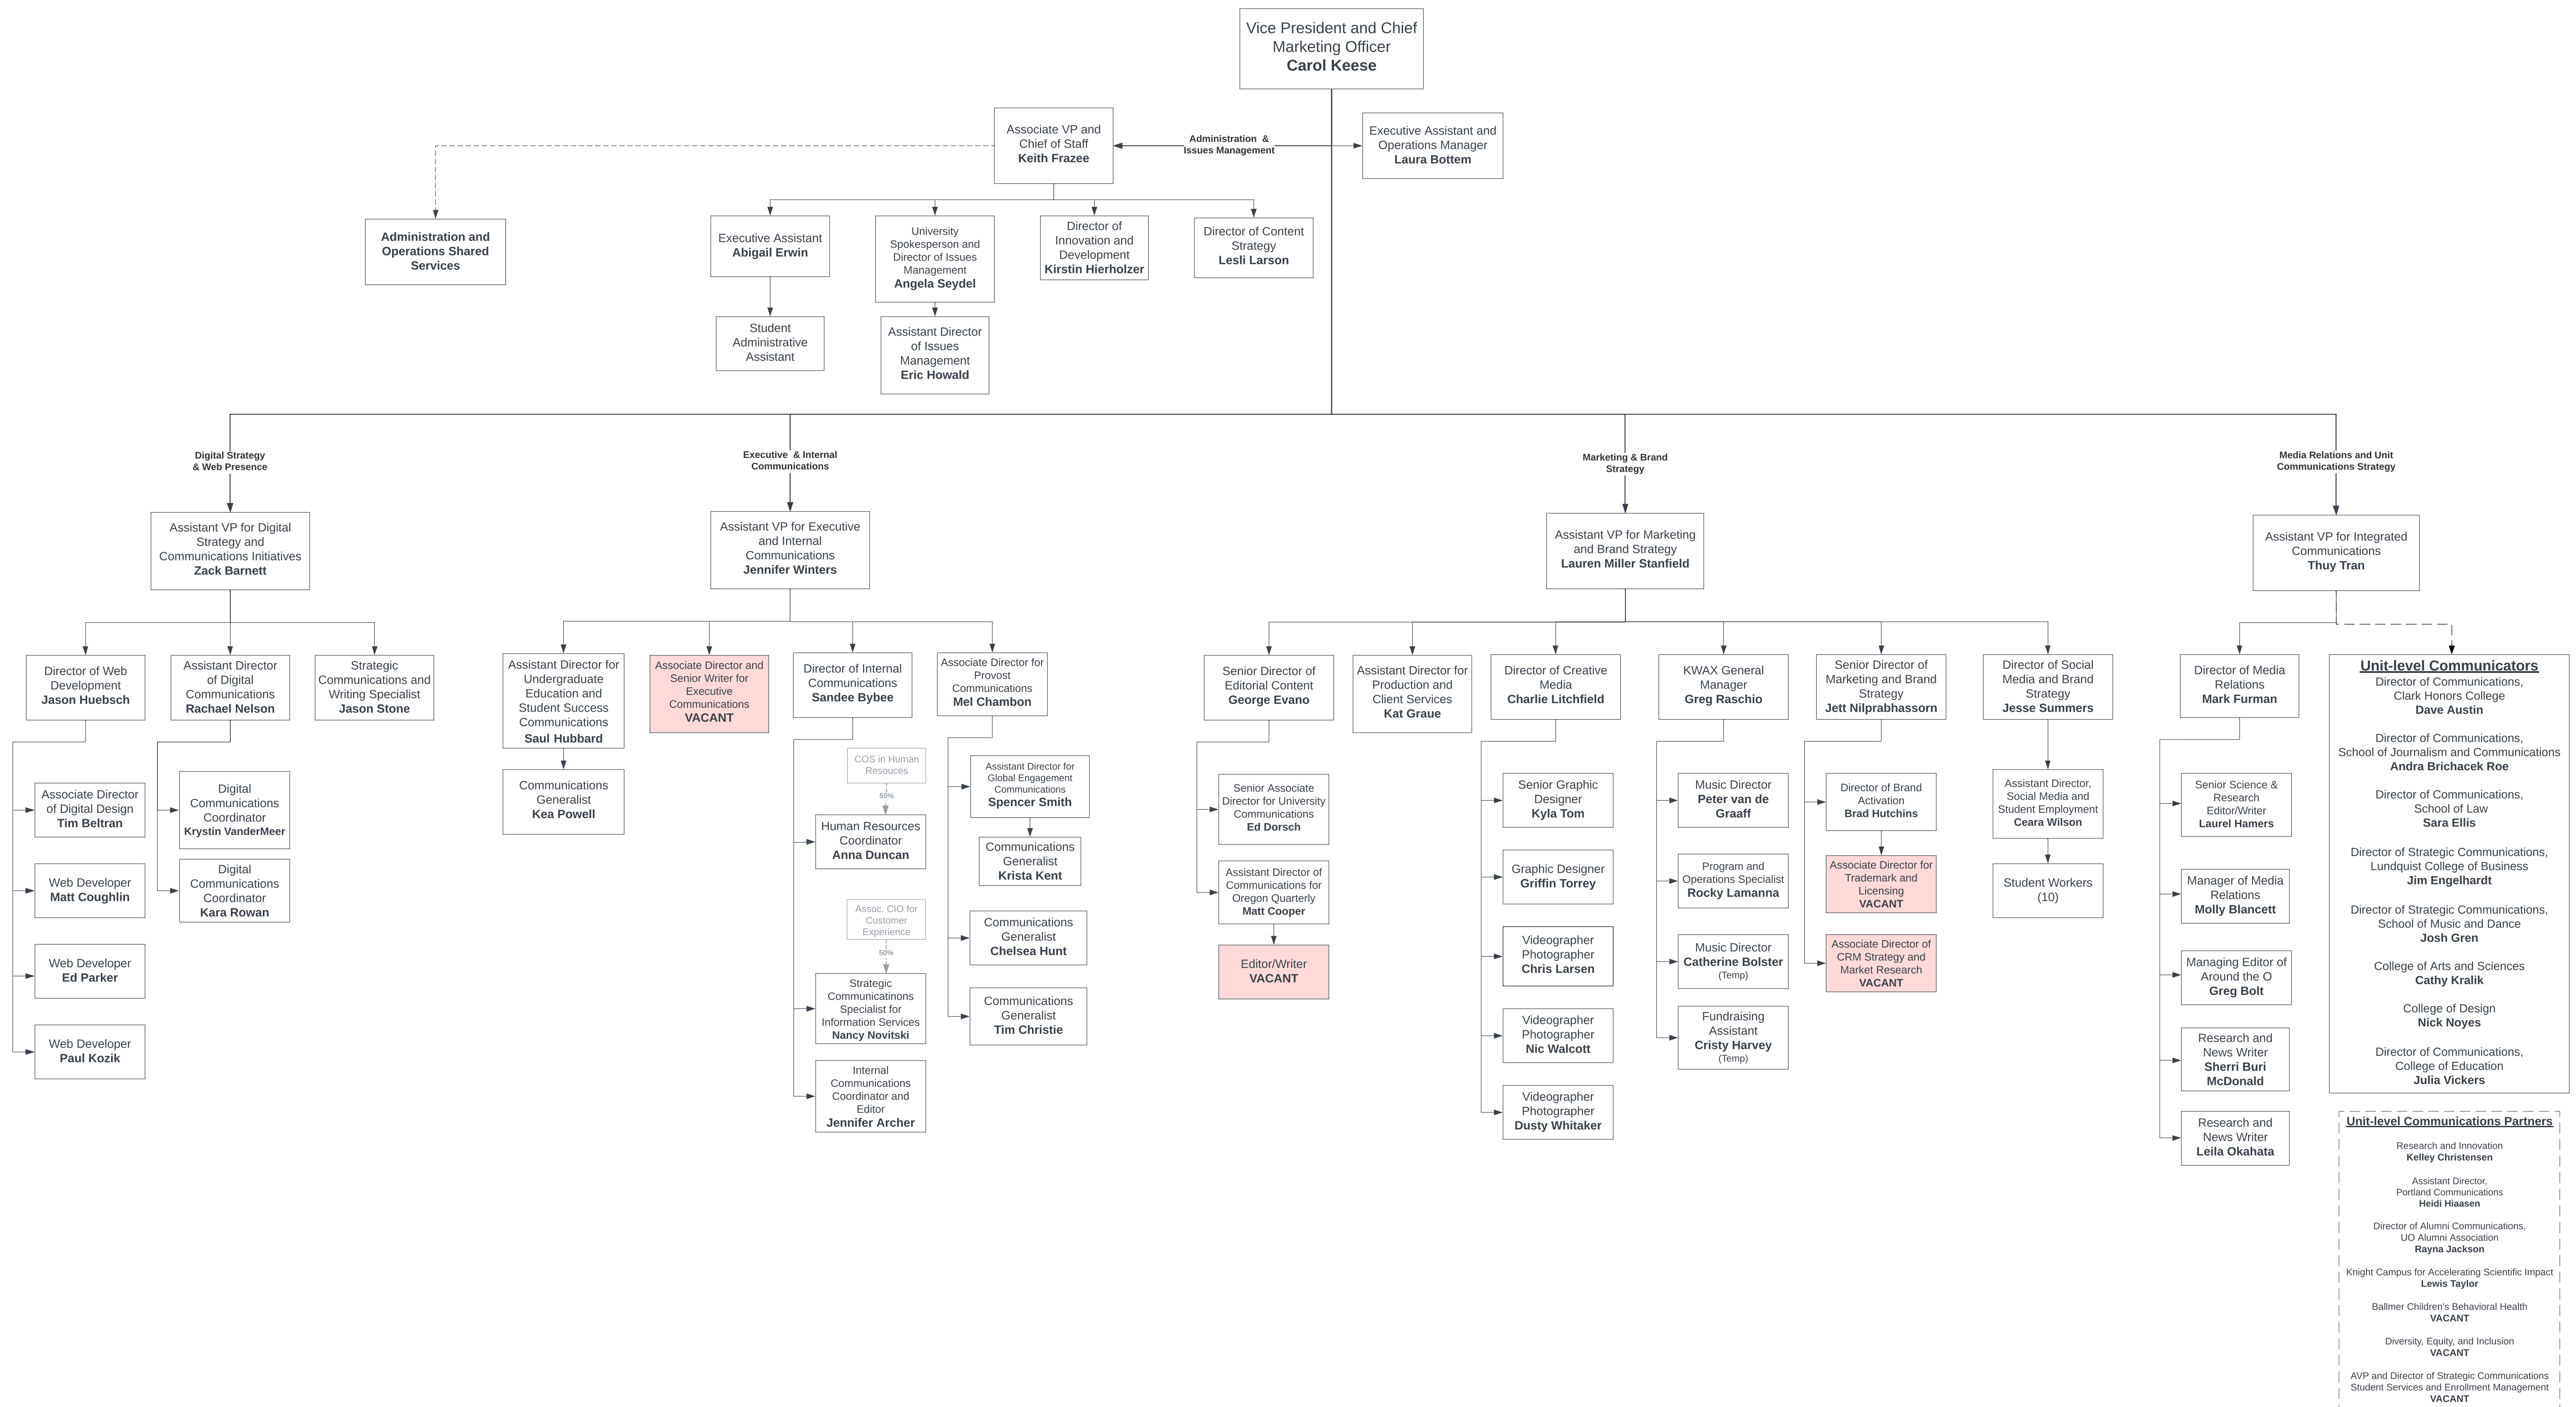 Vice President and Chief
Marketing Officer
Carol Keese
Associate VP and
Chief of Staff
Keith Frazee
Administration  &
Issues Management
Executive Assistant and
Operations Manager
Laura Bottem
Administration and
Operations Shared
Services
Executive Assistant
Abigail Erwin
University
Spokesperson and
Director of Issues
Management
Angela Seydel
Director of
Innovation and
Development
Kirstin Hierholzer
Director of Content
Strategy
Lesli Larson
Student
Administrative
Assistant
Assistant Director
of Issues
Management
Eric Howald
Digital Strategy
& Web Presence
Assistant VP for Digital
Strategy and
Communications Initiatives
Zack Barnett
Director of Web
Development
Jason Huebsch
Associate Director
of Digital Design
Tim Beltran
Web Developer
Matt Coughlin
Web Developer
Ed Parker
Web Developer
Paul Kozik
Assistant Director
of Digital
Communications
Rachael Nelson
Digital
Communications
Coordinator
Krystin VanderMeer
Digital
Communications
Coordinator
Kara Rowan
Strategic
Communications and
Writing Specialist
Jason Stone
Executive  & Internal
Communications
Assistant VP for Executive
and Internal
Communications
Jennifer Winters
Assistant Director for
Undergraduate
Education and
Student Success
Communications
Saul Hubbard
Communications
Generalist
Kea Powell
Associate Director and
Senior Writer for
Executive
Communications
VACANT
Director of Internal
Communications
Sandee Bybee
COS in Human
Resouces
50%
Human Resources
Coordinator
Anna Duncan
Assoc. CIO for
Customer
Experience
50%
Strategic
Communicatinons
Specialist for
Information Services
Nancy Novitski
Internal
Communications
Coordinator and
Editor
Jennifer Archer
Associate Director for
Provost
Communications
Mel Chambon
Assistant Director for
Global Engagement
Communications
Spencer Smith
Communications
Generalist
Krista Kent
Communications
Generalist
Chelsea Hunt
Communications
Generalist
Tim Christie
Marketing & Brand
Strategy
Assistant VP for Marketing
and Brand Strategy
Lauren Miller Stanfield
Senior Director of
Editorial Content
George Evano
Senior Associate
Director for University
Communications
Ed Dorsch
Assistant Director of
Communications for
Oregon Quarterly
Matt Cooper
Editor/Writer
VACANT
Assistant Director for
Production and
Client Services
Kat Graue
Director of Creative
Media
Charlie Litchfield
Senior Graphic
Designer
Kyla Tom
Graphic Designer
Griffin Torrey
Videographer
Photographer
Chris Larsen
Videographer
Photographer
Nic Walcott
Videographer
Photographer
Dusty Whitaker
KWAX General
Manager
Greg Raschio
Music Director
Peter van de
Graaff
Program and
Operations Specialist
Rocky Lamanna
Music Director
Catherine Bolster
(Temp)
Fundraising
Assistant
Cristy Harvey
(Temp)
Senior Director of
Marketing and Brand
Strategy
Jett Nilprabhassorn
Director of Brand
Activation
Brad Hutchins
Associate Director for
Trademark and
Licensing
VACANT
Associate Director of
CRM Strategy and
Market Research
VACANT
Director of Social
Media and Brand
Strategy
Jesse Summers
Assistant Director,
Social Media and
Student Employment
Ceara Wilson
Student Workers
(10)
Media Relations and Unit
Communications Strategy
Assistant VP for Integrated
Communications
Thuy Tran
Director of Media
Relations
Mark Furman
Senior Science &
Research
Editor/Writer
Laurel Hamers
Manager of Media
Relations
Molly Blancett
Managing Editor of
Around the O
Greg Bolt
Research and
News Writer
Sherri Buri
McDonald
Research and
News Writer
Leila Okahata
Unit-level Communicators
Director of Communications,
Clark Honors College
Dave Austin
Director of Communications,
School of Journalism and Communications
Andra Brichacek Roe
Director of Communications,
School of Law
Sara Ellis
Director of Strategic Communications,
Lundquist College of Business
Jim Engelhardt
Director of Strategic Communications,
School of Music and Dance
Josh Gren
College of Arts and Sciences
Cathy Kralik
College of Design
Nick Noyes
Director of Communications,
College of Education
Julia Vickers
Unit-level Communications Partners
Research and Innovation
Kelley Christensen
Assistant Director,
Portland Communications
Heidi Hiaasen
Director of Alumni Communications,
UO Alumni Association
Rayna Jackson
Knight Campus for Accelerating Scientific Impact
Lewis Taylor
Ballmer Children's Behavioral Health
VACANT
Diversity, Equity, and Inclusion
VACANT
AVP and Director of Strategic Communications
Student Services and Enrollment Management
VACANT